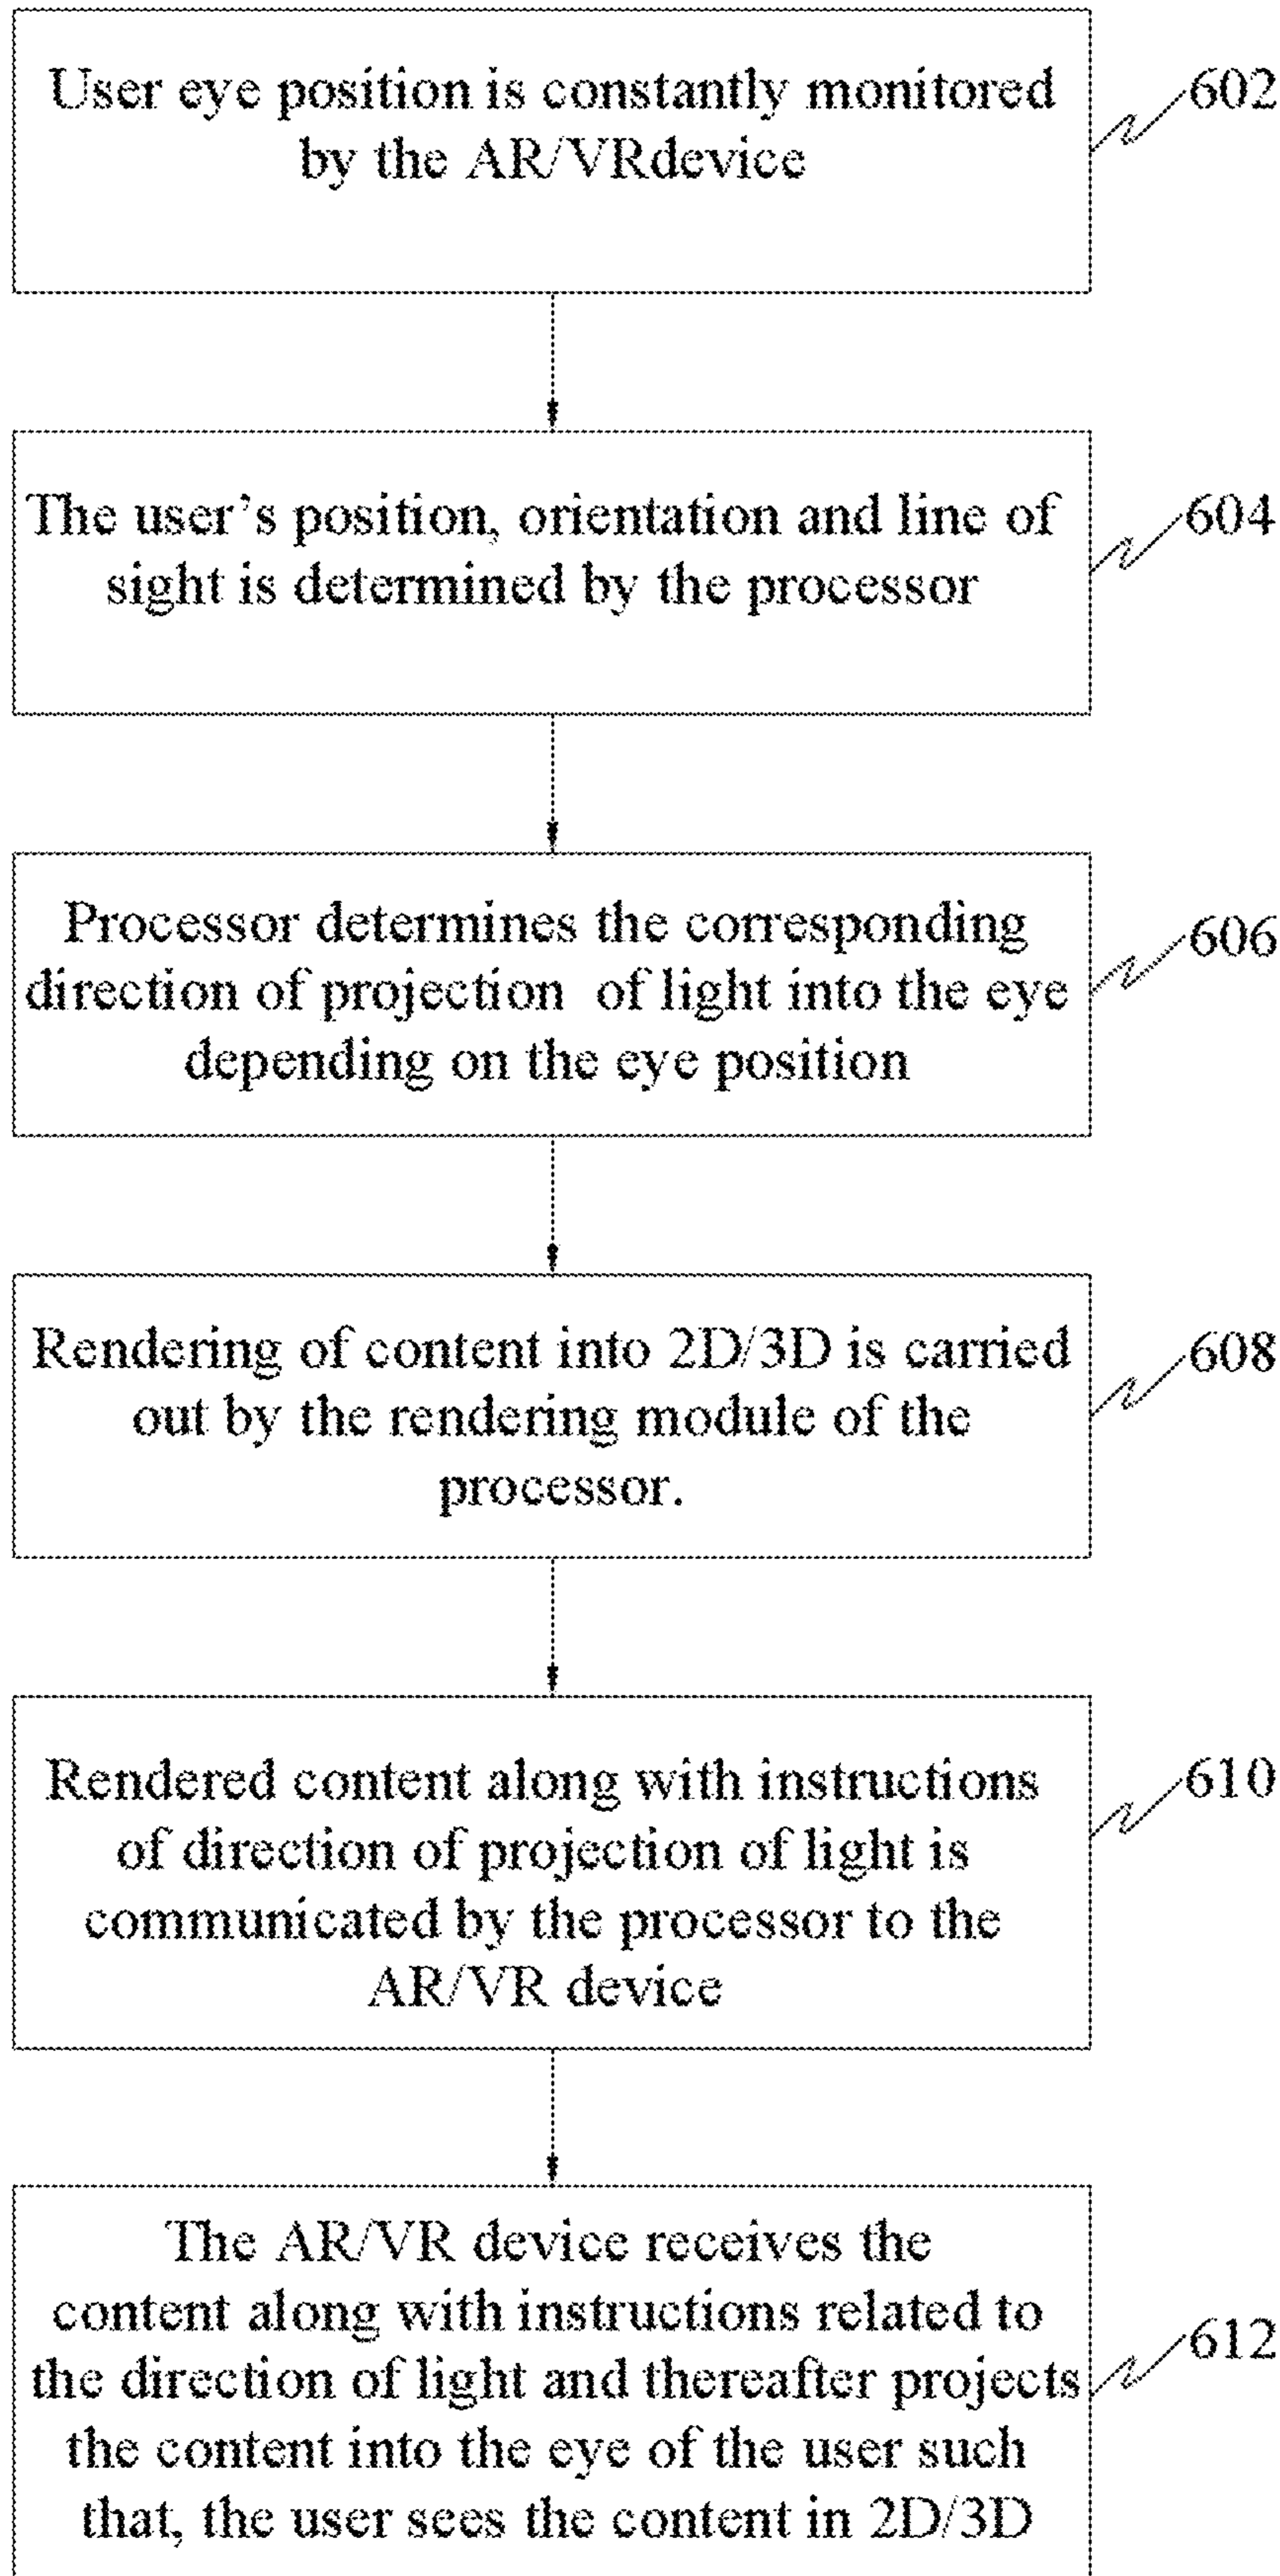 User eye position is constantly monitored
by the AR/VRdevice
602
The user's position, orientation and line of
sight is determined by the processor
604
Processor determines the corresponding
direction of projection of light into the eye
depending on the eye position
606
Rendering of content into 2D/3D is carried
out by the rendering module of the
processor.
608
Rendered content along with instructions
of direction of projection of light is
communicated by the processor to the
AR/VR device
610
The AR/VR device receives the
content along with instructions related to
the direction of light and thereafter projects
the content into the eye of the user such
that, the user sees the content in 2D/3D
612